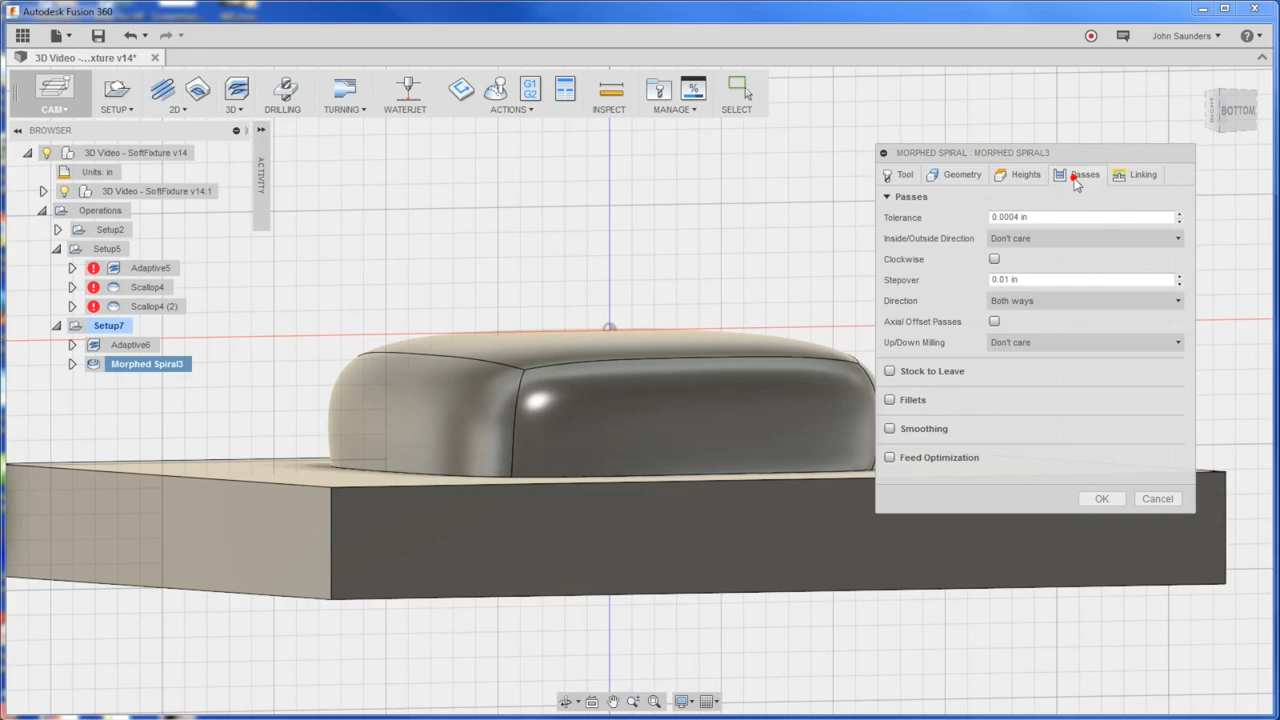 Autodesk Fusion 360
John Saunders
3D Video -...xture v14*
CAM
SETUP
2D
3D
DRILLING
TURNING
WATERJET
G1
G2
ACTIONS
INSPECT
%
MANAGE
SELECT
BROWSER
3D Video - SoftFixture v14
Units: in
3D Video - SoftFixture v14:1
Operations
Setup2
Setup5
Adaptive5
Scallop4
Scallop4 (2)
Setup7
Adaptive6
Morphed Spiral3
ACTIVITY
RIGHT
BOTTOM
MORPHED SPIRAL : MORPHED SPIRAL3
Tool Geometry Heights Passes Linking
Passes
Tolerance 0.0004 in
Inside/Outside Direction Don't care
Clockwise
Stepover 0.01 in
Direction Both ways
Axial Offset Passes
Up/Down Milling Don't care
Stock to Leave
Fillets
Smoothing
Feed Optimization
OK Cancel